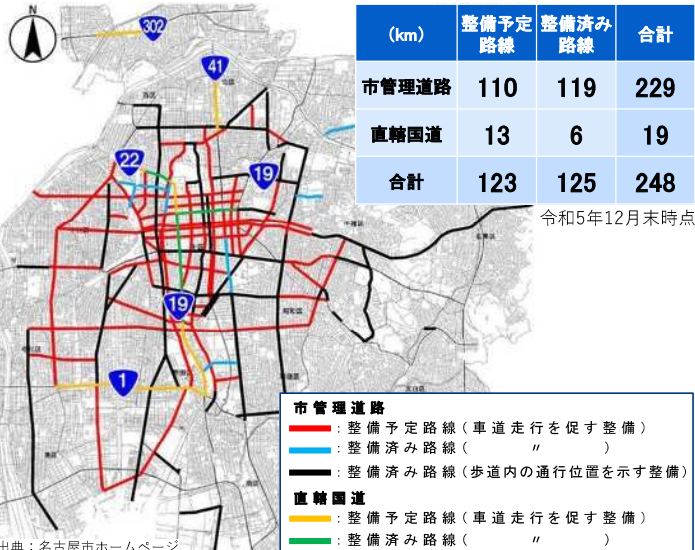 N
302
41
22
19
19
1
(km)
整備予定路線
整備済み路線
合計
市管理道路 110 119 229
直轄国道 13 6 19
合計 123 125 248
令和5年12月末時点
昭和区
市管理道路
：整備予定路線(車道走行を促す整備)
：整備済み路線( 〃 )
：整備済み路線(歩道内の通行位置を示す整備)
直轄国道
：整備予定路線(車道走行を促す整備)
：整備済み路線( 〃 )
出典：名古屋市ホームページ